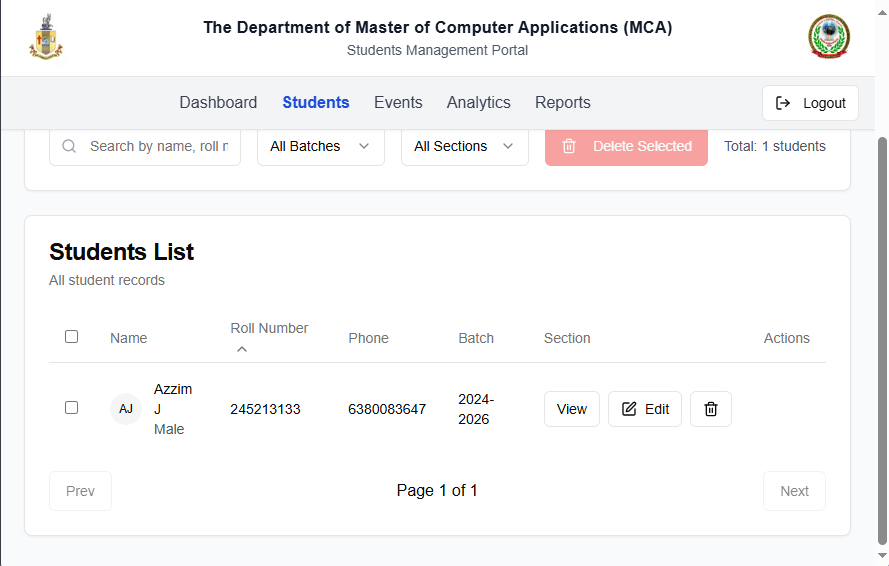 The Department of Master of Computer Applications (MCA)
Students Management Portal
Dashboard Students Events Analytics Reports Logout
Search by name, roll n All Batches All Sections Delete Selected Total: 1 students
Students List
All student records
Name Roll Number Phone Batch Section Actions
AJ Azzim J Male 245213133 6380083647 2024-2026 View Edit
Prev Page 1 of 1 Next